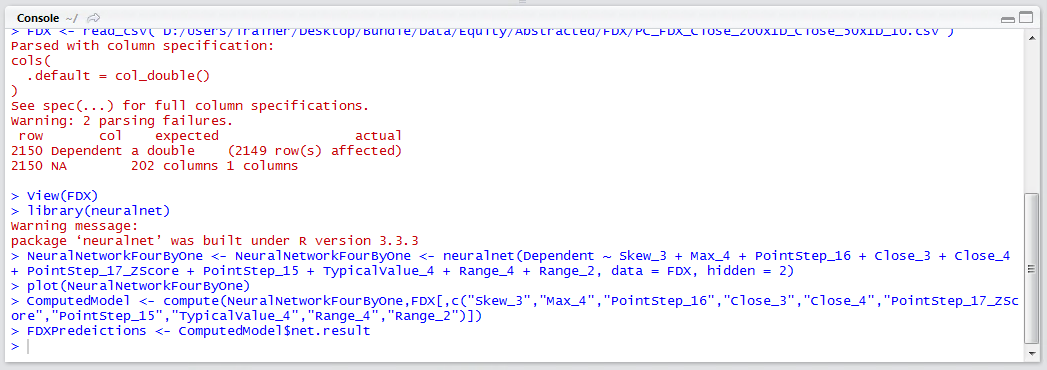 Console ~/
> FDX <- read_csv("D:/Users/Trainer/Desktop/Bundle/Data/Equity/Abstracted/FDX/PC_FDX_Close_200x1D_Close_50x1D_10.csv")
Parsed with column specification:
cols(
  .default = col_double()
)
See spec(...) for full column specifications.
Warning: 2 parsing failures.
 row       col    expected                    actual
2150 Dependent a double    (2149 row(s) affected)
2150 NA        202 columns 1 columns
> View(FDX)
> library(neuralnet)
Warning message:
package ‘neuralnet’ was built under R version 3.3.3
> NeuralNetworkFourByOne <- NeuralNetworkFourByOne <- neuralnet(Dependent ~ Skew_3 + Max_4 + PointStep_16 + Close_3 + Close_4
+ PointStep_17_ZScore + PointStep_15 + TypicalValue_4 + Range_4 + Range_2, data = FDX, hidden = 2)
> plot(NeuralNetworkFourByOne)
> ComputedModel <- compute(NeuralNetworkFourByOne,FDX[,c("Skew_3","Max_4","PointStep_16","Close_3","Close_4","PointStep_17_ZSc
ore","PointStep_15","TypicalValue_4","Range_4","Range_2")])
> FDXPredeictions <- ComputedModel$net.result
>